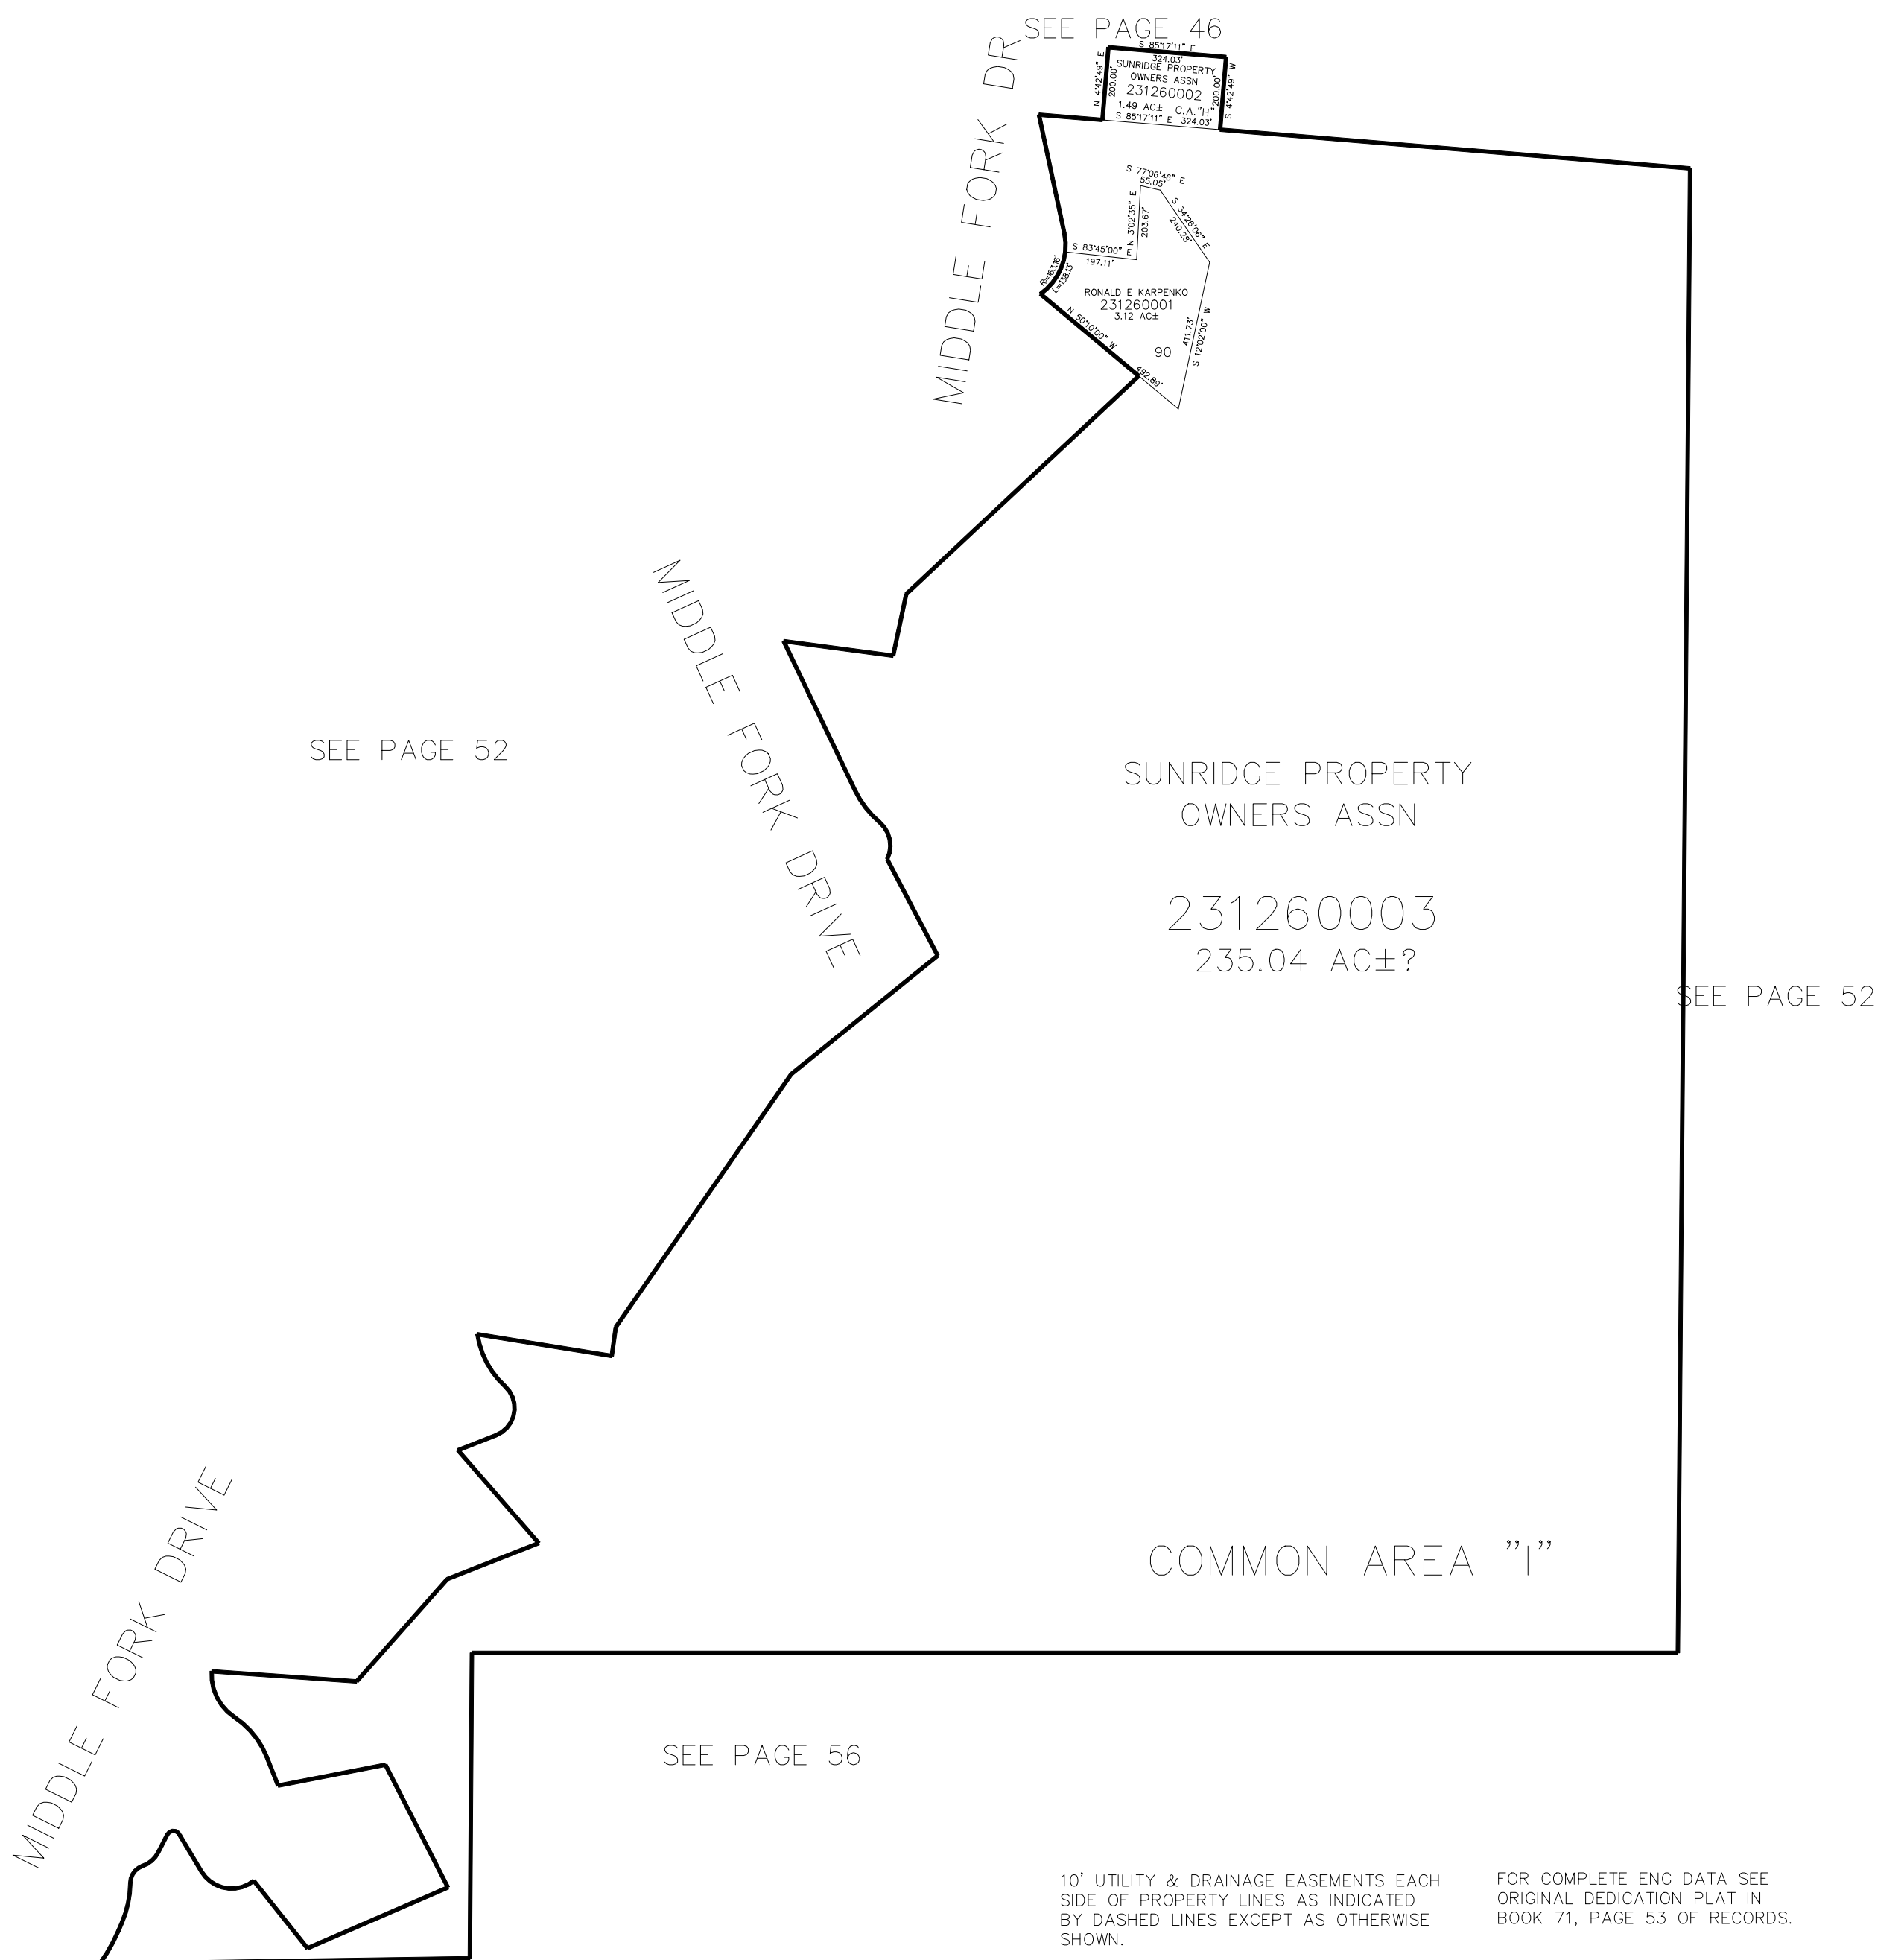 SEE PAGE 46
MIDDLE FORK DR
S 85°17'11" E
324.03'
N 4°42'49" E
200.00'
SUNRIDGE PROPERTY
OWNERS ASSN
231260002
1.49 AC± C.A."H"
200.00'
S 4°42'49" W
S 85°17'11" E 324.03'
S 77°06'46" E
55.05'
N 3°02'35" E
203.67'
S 34°26'06" E
240.28'
S 83°45'00" E
197.11'
R=163.16'
L=138.13'
RONALD E KARPENKO
231260001
3.12 AC±
90
N 50°10'00" W
492.89'
411.73'
S 12°02'00" W
MIDDLE FORK DRIVE
SEE PAGE 52
SUNRIDGE PROPERTY
OWNERS ASSN
231260003
235.04 AC±?
SEE PAGE 52
MIDDLE FORK DRIVE
COMMON AREA "I"
SEE PAGE 56
10' UTILITY & DRAINAGE EASEMENTS EACH
SIDE OF PROPERTY LINES AS INDICATED
BY DASHED LINES EXCEPT AS OTHERWISE
SHOWN.
FOR COMPLETE ENG DATA SEE
ORIGINAL DEDICATION PLAT IN
BOOK 71, PAGE 53 OF RECORDS.